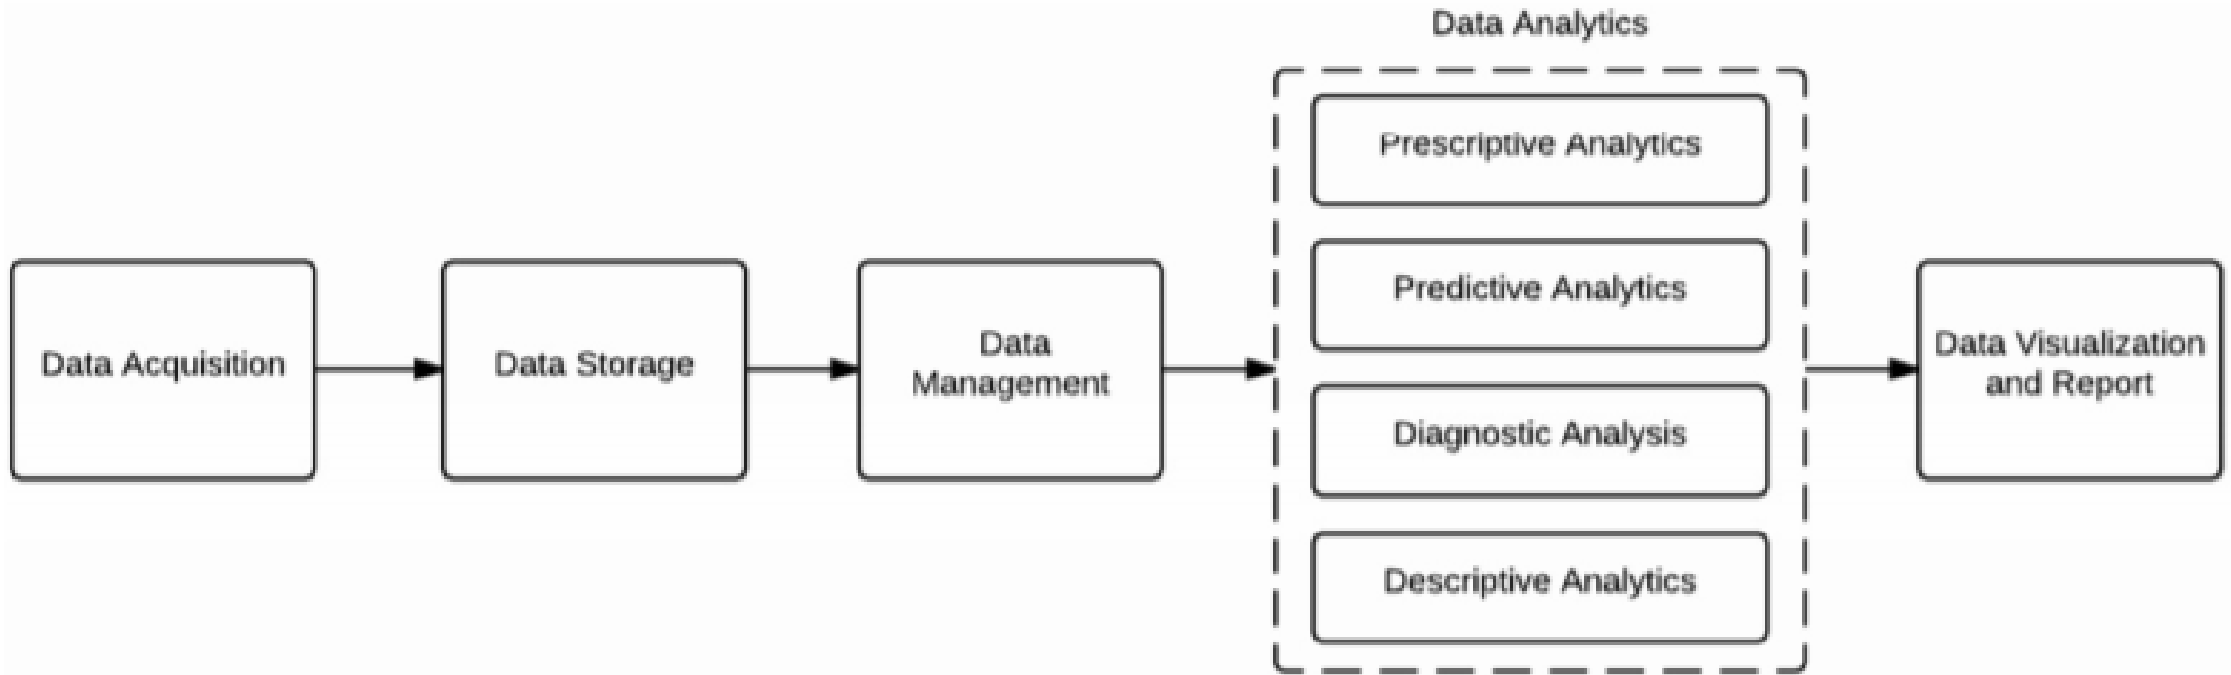 Data Acquisition
Data Storage
Data
Management
Data Analytics
Prescriptive Analytics
Predictive Analytics
Diagnostic Analysis
Descriptive Analytics
Data Visualization
and Report